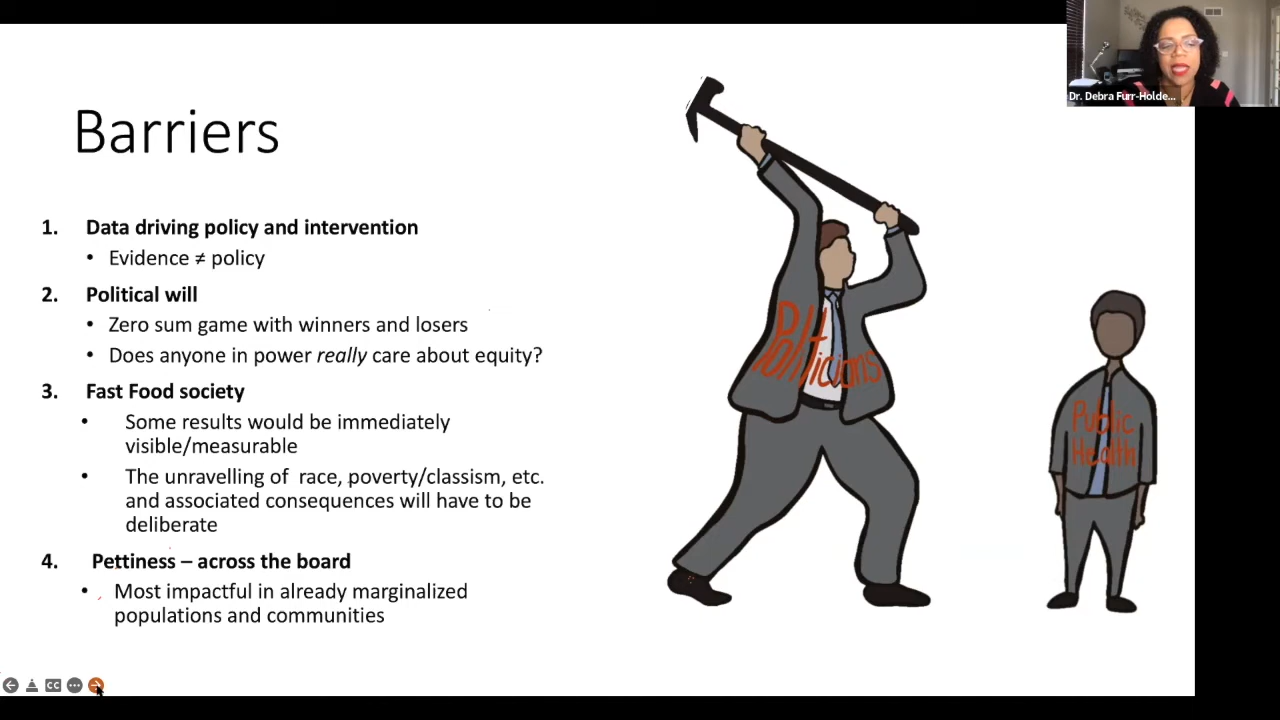 Dr. Debra Furr-Holde...
Barriers
1. Data driving policy and intervention
• Evidence ≠ policy
2. Political will
• Zero sum game with winners and losers
• Does anyone in power really care about equity?
3. Fast Food society
• Some results would be immediately
visible/measurable
• The unravelling of race, poverty/classism, etc.
and associated consequences will have to be
deliberate
4. Pettiness – across the board
• Most impactful in already marginalized
populations and communities
Politicians
Public
Health
CC